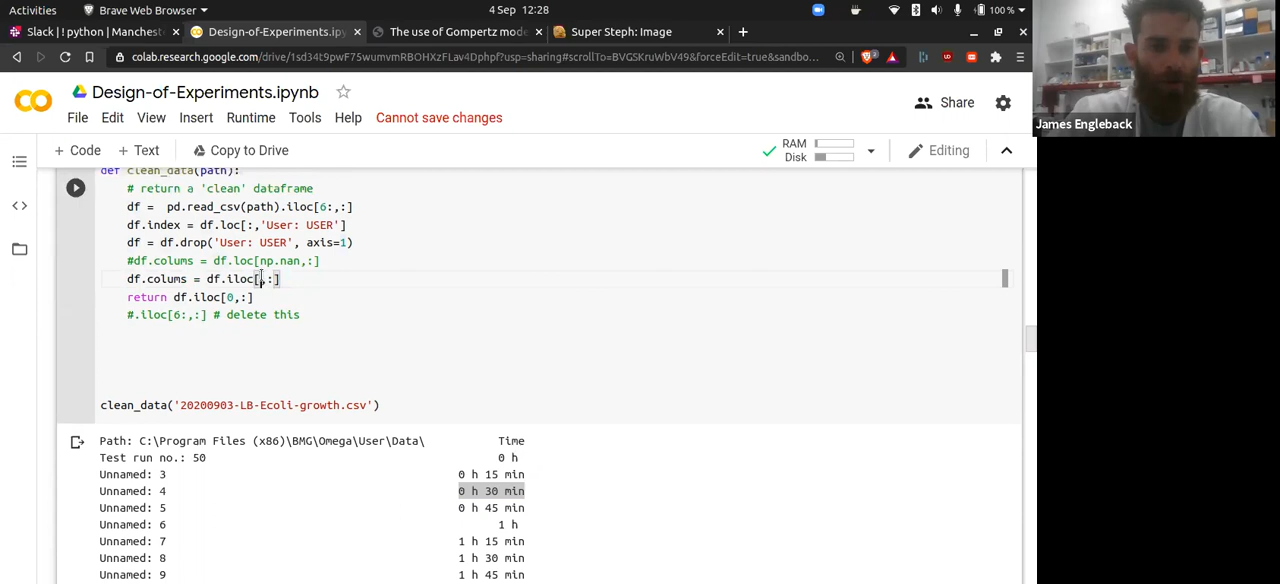 Activities
Brave Web Browser
4 Sep 12:28
100 %
Slack | ! python | Manchest
Design-of-Experiments.ipy
The use of Gompertz mode
Super Steph: Image
colab.research.google.com/drive/1sd34t9pwF75wumvmRBOHXzFLav4Dphpf?usp=sharing#scrollTo=BVGSKruWbV49&forceEdit=true&sandbo...
Design-of-Experiments.ipynb
Share
File Edit View Insert Runtime Tools Help Cannot save changes
+ Code + Text Copy to Drive
RAM
Disk
Editing
James Engleback
def clean_data(path):
# return a 'clean' dataframe
df = pd.read_csv(path).iloc[6:,:]
df.index = df.loc[:,'User: USER']
df = df.drop('User: USER', axis=1)
#df.colums = df.loc[np.nan,:]
df.colums = df.iloc[,:]
return df.iloc[0,:]
#.iloc[6:,:] # delete this
clean_data('20200903-LB-Ecoli-growth.csv')
Path: C:\Program Files (x86)\BMG\Omega\User\Data\ Time
Test run no.: 50 0 h
Unnamed: 3 0 h 15 min
Unnamed: 4 0 h 30 min
Unnamed: 5 0 h 45 min
Unnamed: 6 1 h
Unnamed: 7 1 h 15 min
Unnamed: 8 1 h 30 min
Unnamed: 9 1 h 45 min